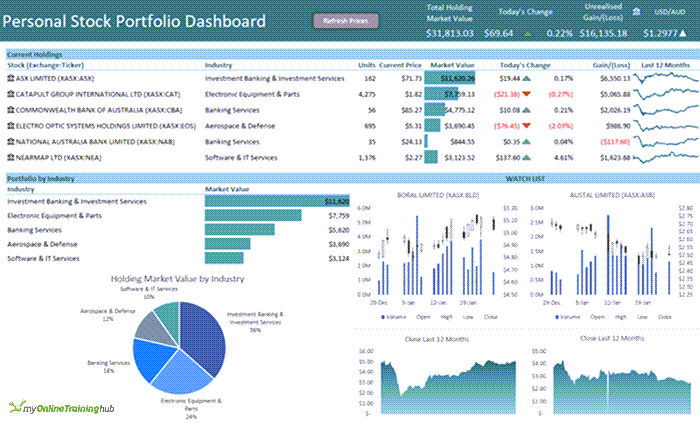 Personal Stock Portfolio Dashboard
Refresh Prices
Total Holding Market Value
Today's Change
Unrealised Gain/(Loss)
USD/AUD
$31,813.03 $69.64 0.22% $16,135.18 $1.2977
Current Holdings
Stock (Exchange:Ticker) Industry Units Current Price Market Value Today's Change Gain/(Loss) Last 12 Months
ASX LIMITED (XASX:ASX) Investment Banking & Investment Services 162 $71.73 $11,620.26 $19.44 0.17% $6,550.13
CATAPULT GROUP INTERNATIONAL LTD (XASX:CAT) Electronic Equipment & Parts 4,275 $1.82 $7,759.13 ($21.38) (0.27%) $5,065.88
COMMONWEALTH BANK OF AUSTRALIA (XASX:CBA) Banking Services 56 $85.27 $4,775.12 $10.08 0.21% $2,026.19
ELECTRO OPTIC SYSTEMS HOLDINGS LIMITED (XASX:EOS) Aerospace & Defense 695 $5.31 $3,690.45 ($76.45) (2.03%) $986.90
NATIONAL AUSTRALIA BANK LIMITED (XASX:NAB) Banking Services 35 $24.13 $844.55 $0.35 0.04% ($117.60)
NEARMAP LTD (XASX:NEA) Software & IT Services 1,376 $2.27 $3,123.52 $137.60 4.61% $1,623.68
Portfolio by Industry
Industry Market Value
Investment Banking & Investment Services $11,620
Electronic Equipment & Parts $7,759
Banking Services $5,620
Aerospace & Defense $3,690
Software & IT Services $3,124
Holding Market Value by Industry
Software & IT Services
10%
Aerospace & Defense
12%
Banking Services
18%
Investment Banking &
Investment Services
36%
Electronic Equipment &
Parts
24%
WATCH LIST
BORAL LIMITED (XASX:BLD)
6.0M $5.20
5.0M $5.10
4.0M $5.00
3.0M $4.90
2.0M $4.80
1.0M $4.70
0.0M $4.50
29-Dec 5-Jan 12-Jan 19-Jan
Volume Open High Low Close
AUSTAL LIMITED (XASX:ASB)
2.5M $2.80
$2.75
2.0M $2.70
$2.65
1.5M $2.60
$2.55
1.0M $2.50
$2.45
0.5M $2.40
$2.35
$2.30
0.0M $2.25
29-Dec 5-Jan 12-Jan 19-Jan
Volume Open High Low Close
Close Last 12 Months
$6.00
$5.00
$4.00
$3.00
$2.00
$1.00
$-
Close Last 12 Months
$5.00
$4.00
$3.00
$2.00
$1.00
$-
myOnlineTraininghub